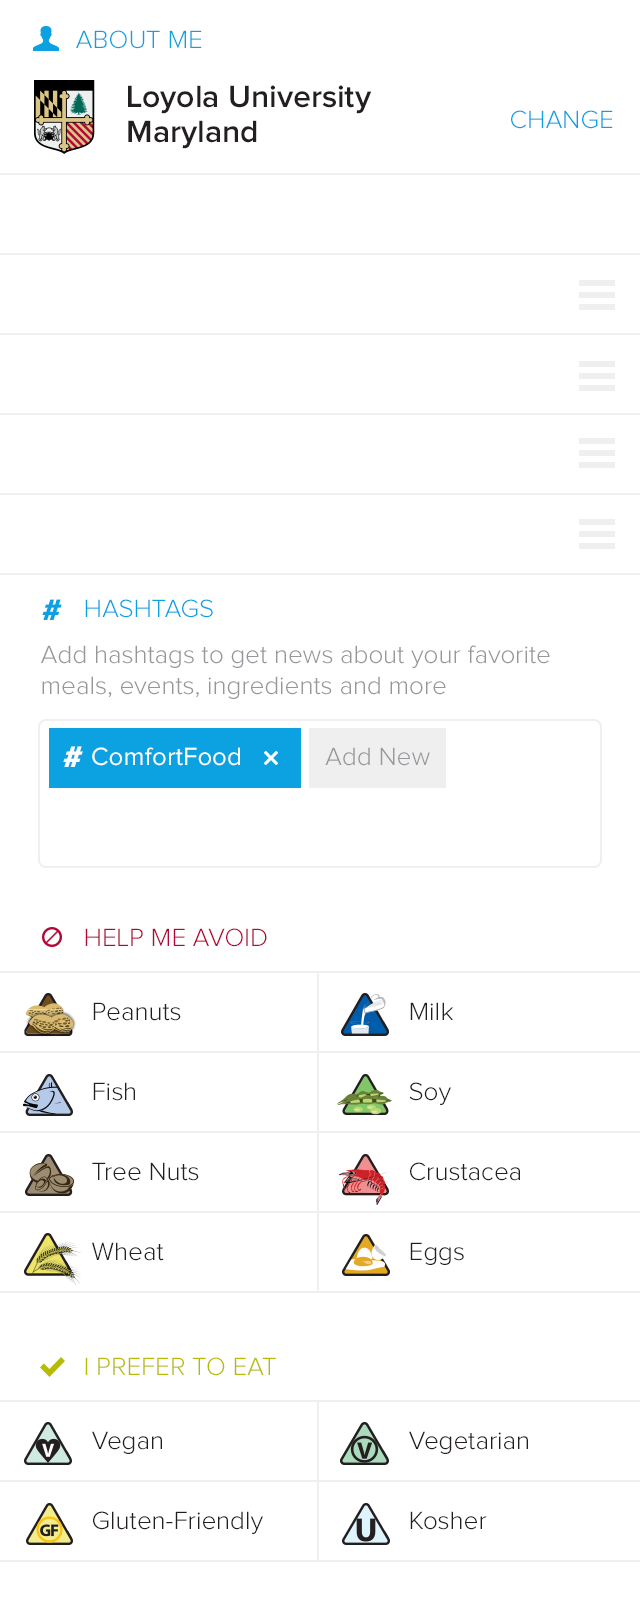 ABOUT ME
Loyola University
Maryland
CHANGE
# HASHTAGS
Add hashtags to get news about your favorite
meals, events, ingredients and more
# ComfortFood × Add New
HELP ME AVOID
Peanuts Milk
Fish Soy
Tree Nuts Crustacea
Wheat Eggs
I PREFER TO EAT
V Vegan V Vegetarian
GF Gluten-Friendly U Kosher